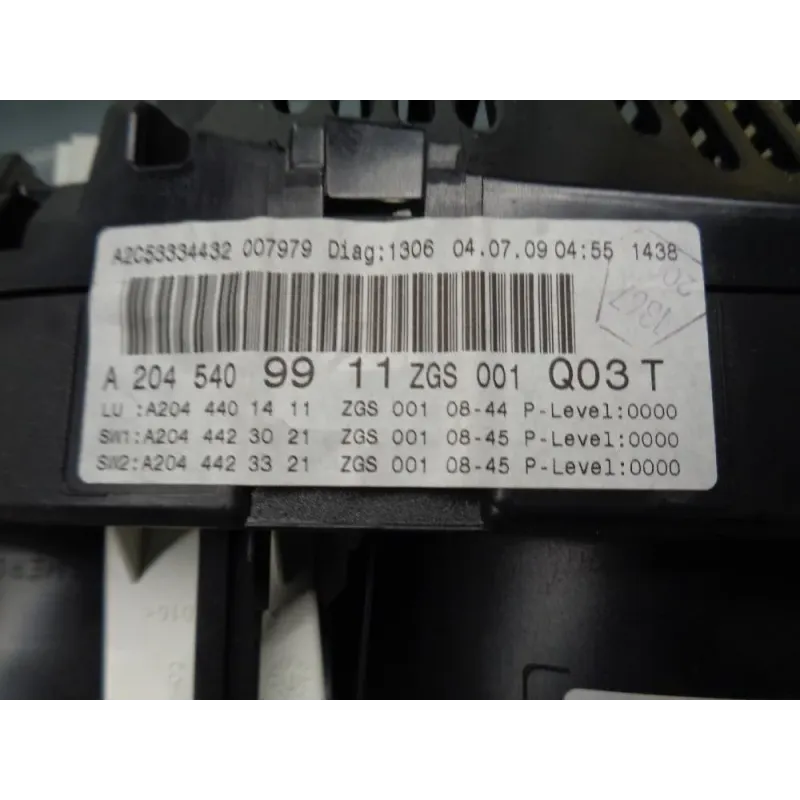 A2C53334432 007979 Diag:1306 04.07.09 04:55 1438
20
1367
A 204 540 99 11 ZGS 001 Q03 T
LU :A204 440 14 11 ZGS 001 08-44 P-Level:0000
SW1:A204 442 30 21 ZGS 001 08-45 P-Level:0000
SW2:A204 442 33 21 ZGS 001 08-45 P-Level:0000